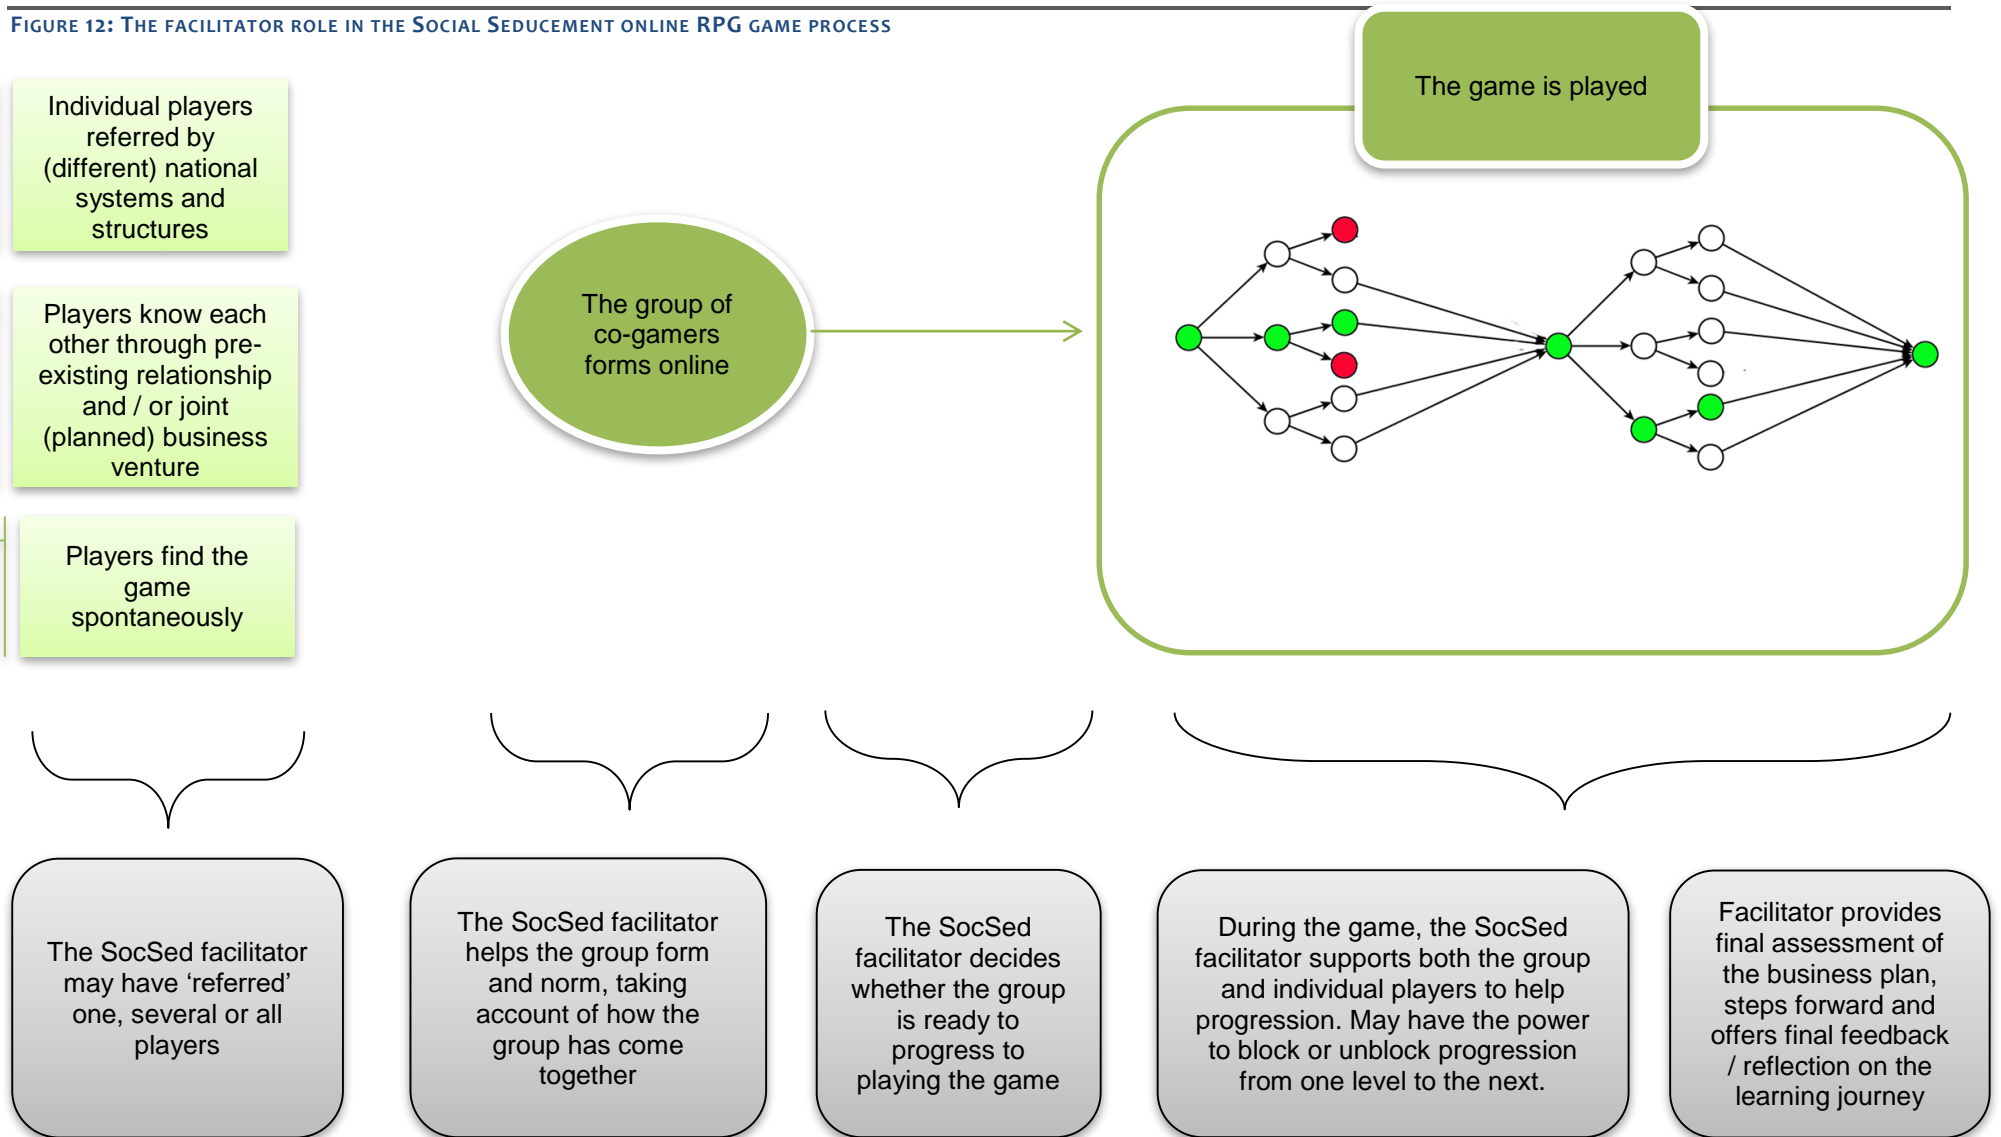 FIGURE 12: THE FACILITATOR ROLE IN THE SOCIAL SEDUCEMENT ONLINE RPG GAME PROCESS
Individual players
referred by
(different) national
systems and
structures
Players know each
other through pre-
existing relationship
and / or joint
(planned) business
venture
Players find the
game
spontaneously
The group of
co-gamers
forms online
The game is played
The SocSed facilitator
may have ‘referred’
one, several or all
players
The SocSed facilitator
helps the group form
and norm, taking
account of how the
group has come
together
The SocSed
facilitator decides
whether the group
is ready to
progress to
playing the game
During the game, the SocSed
facilitator supports both the group
and individual players to help
progression. May have the power
to block or unblock progression
from one level to the next.
Facilitator provides
final assessment of
the business plan,
steps forward and
offers final feedback
/ reflection on the
learning journey